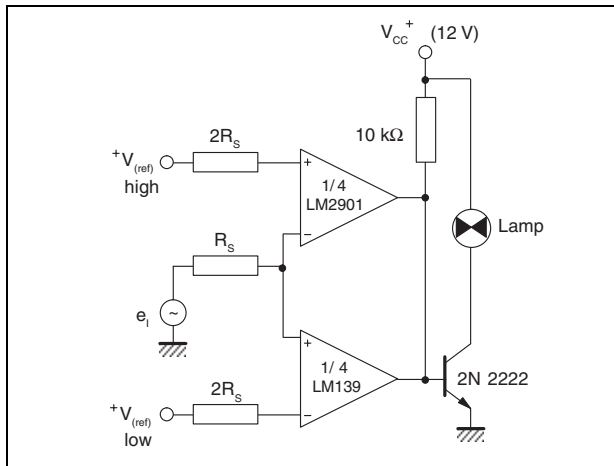 V_CC^+ (12 V)
10 kΩ
2R_S
+V_(ref)
high
1/4
LM2901
Lamp
R_S
e_I
1/4
LM139
2N 2222
2R_S
+V_(ref)
low